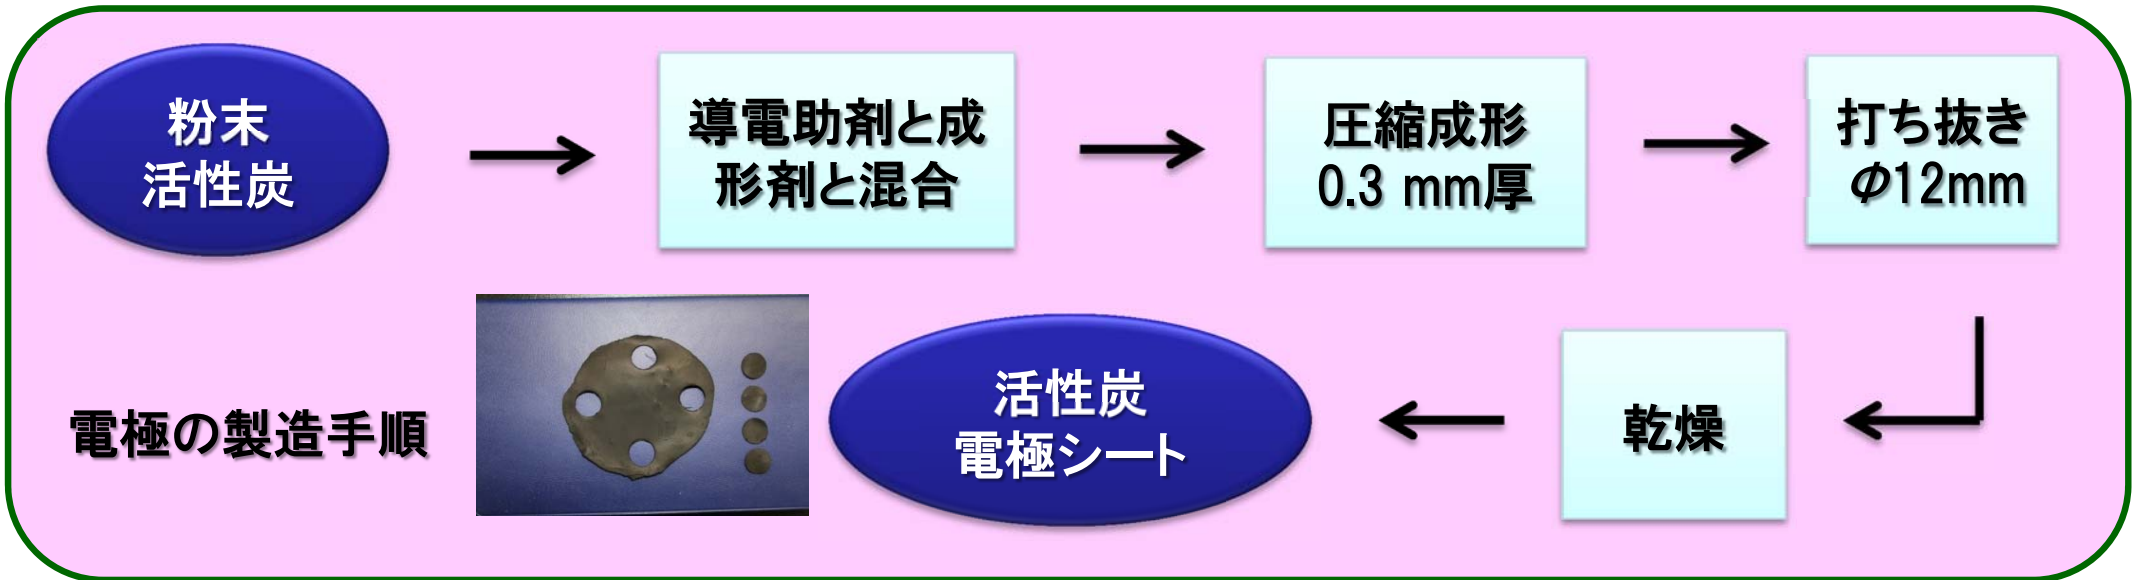 粉末
活性炭
導電助剤と成
形剤と混合
圧縮成形
0.3 mm厚
打ち抜き
Φ12mm
乾燥
活性炭
電極シート
電極の製造手順